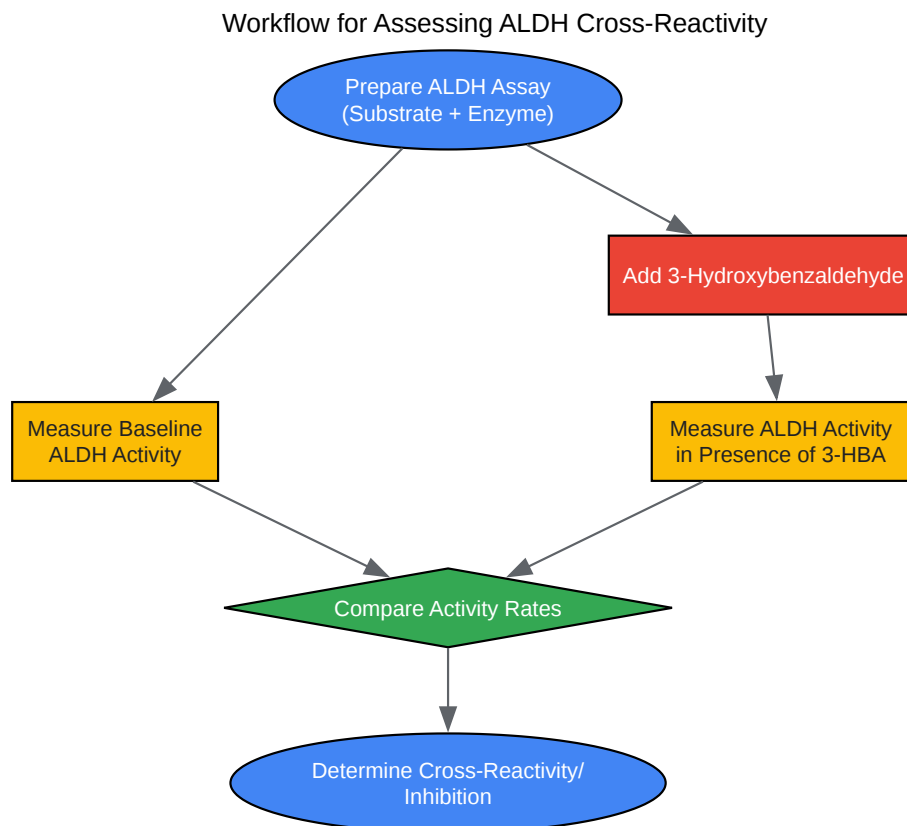 Workflow for Assessing ALDH Cross-Reactivity
Prepare ALDH Assay
(Substrate + Enzyme)
Add 3-Hydroxybenzaldehyde
Measure Baseline
ALDH Activity
Measure ALDH Activity
in Presence of 3-HBA
Compare Activity Rates
Determine Cross-Reactivity/
Inhibition